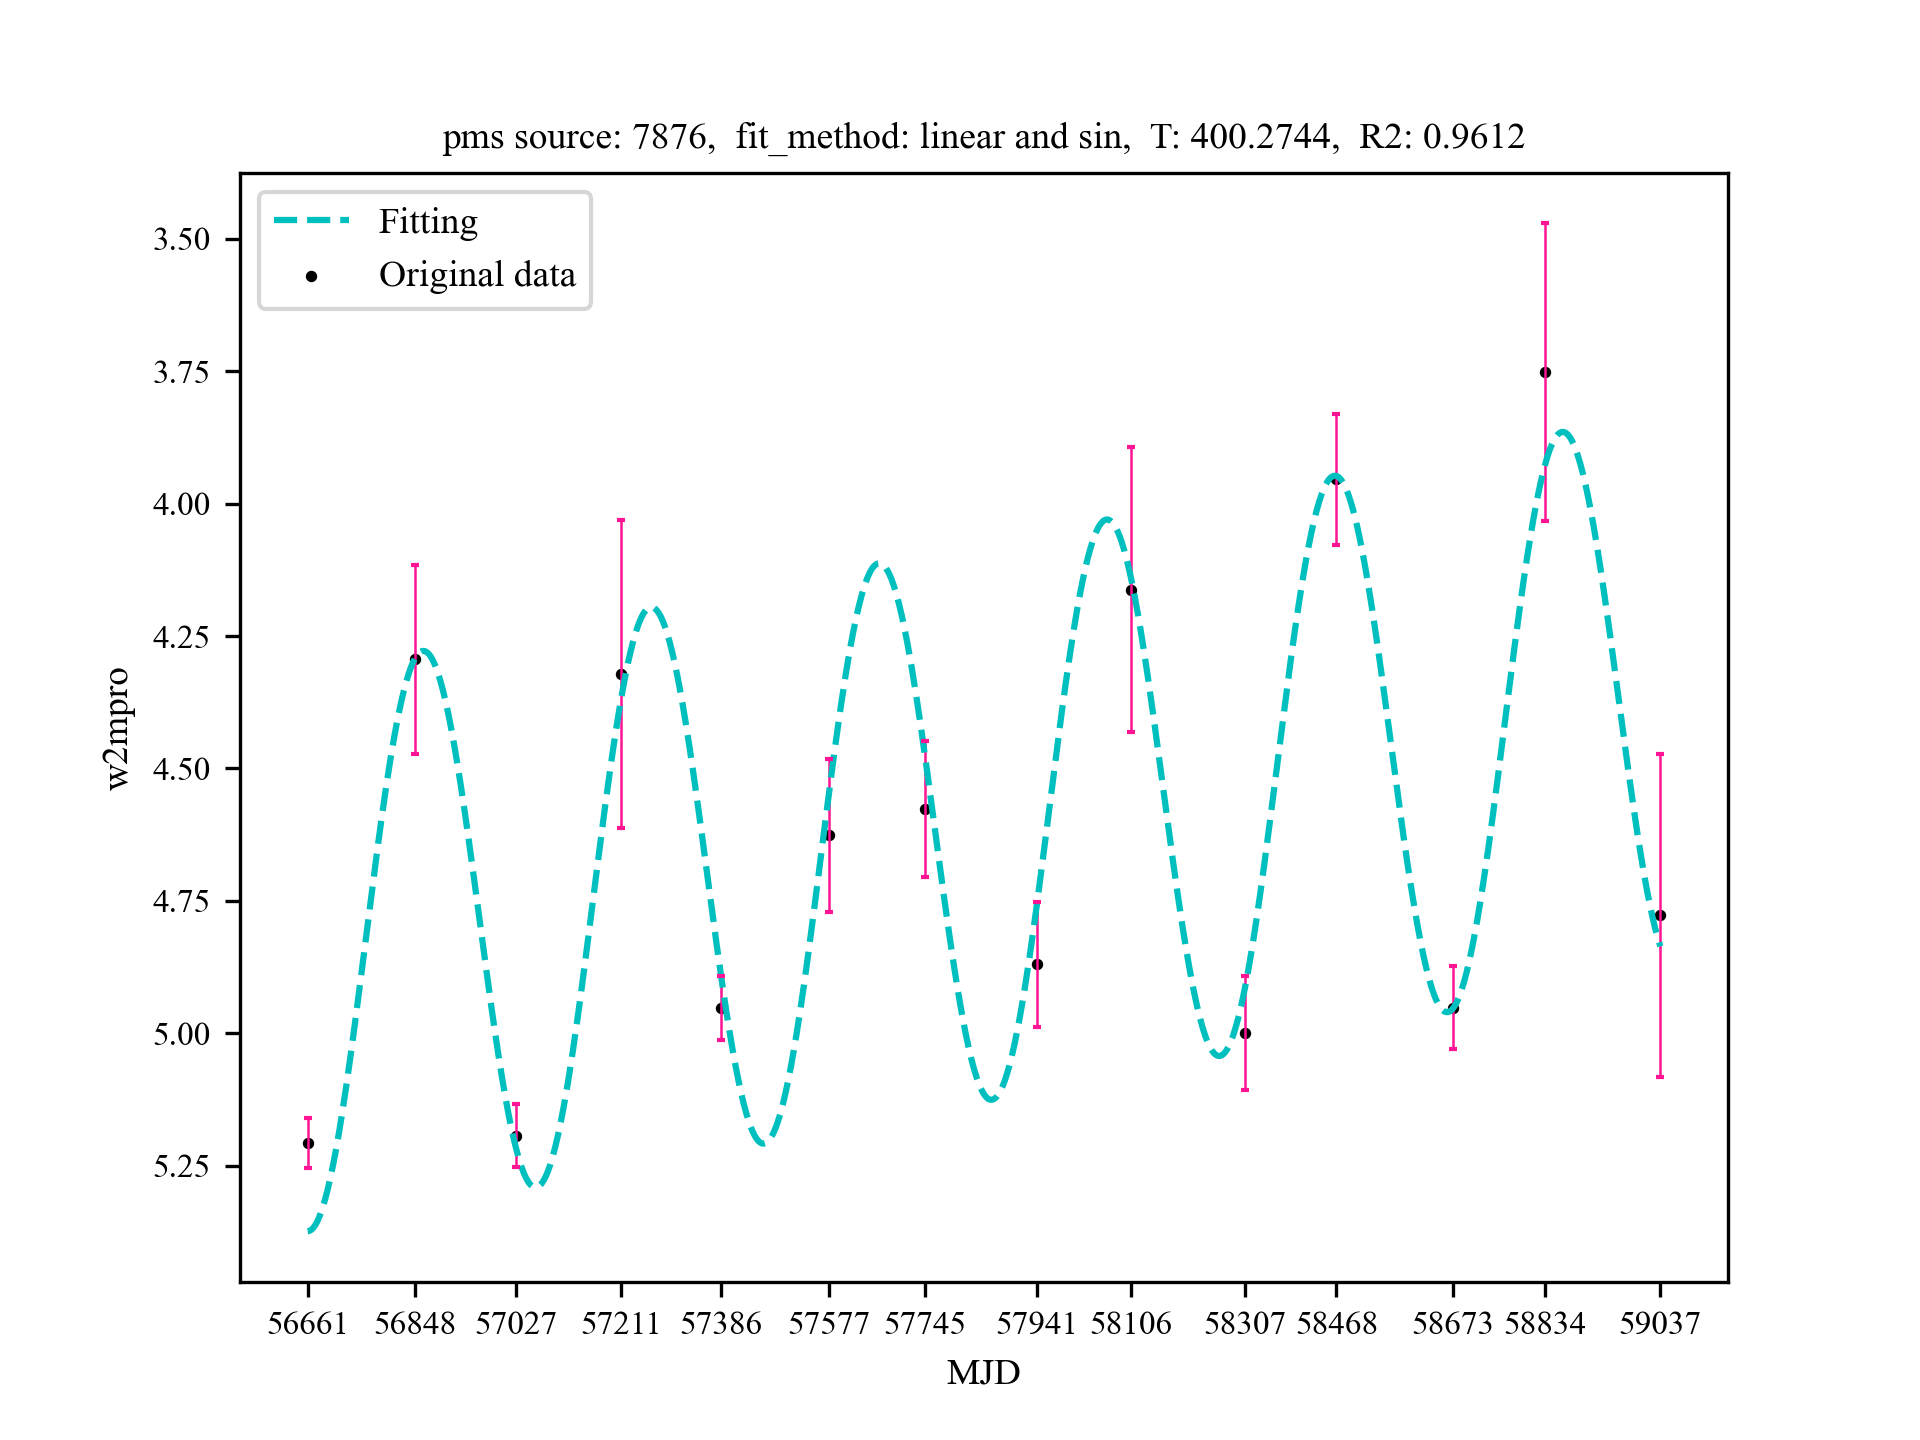 pms source: 7876,  fit_method: linear and sin,  T: 400.2744,  R2: 0.9612
Fitting
Original data
3.50
3.75
4.00
4.25
4.50
4.75
5.00
5.25
w2mpro
56661 56848 57027 57211 57386 57577 57745 57941 58106 58307 58468 58673 58834 59037
MJD